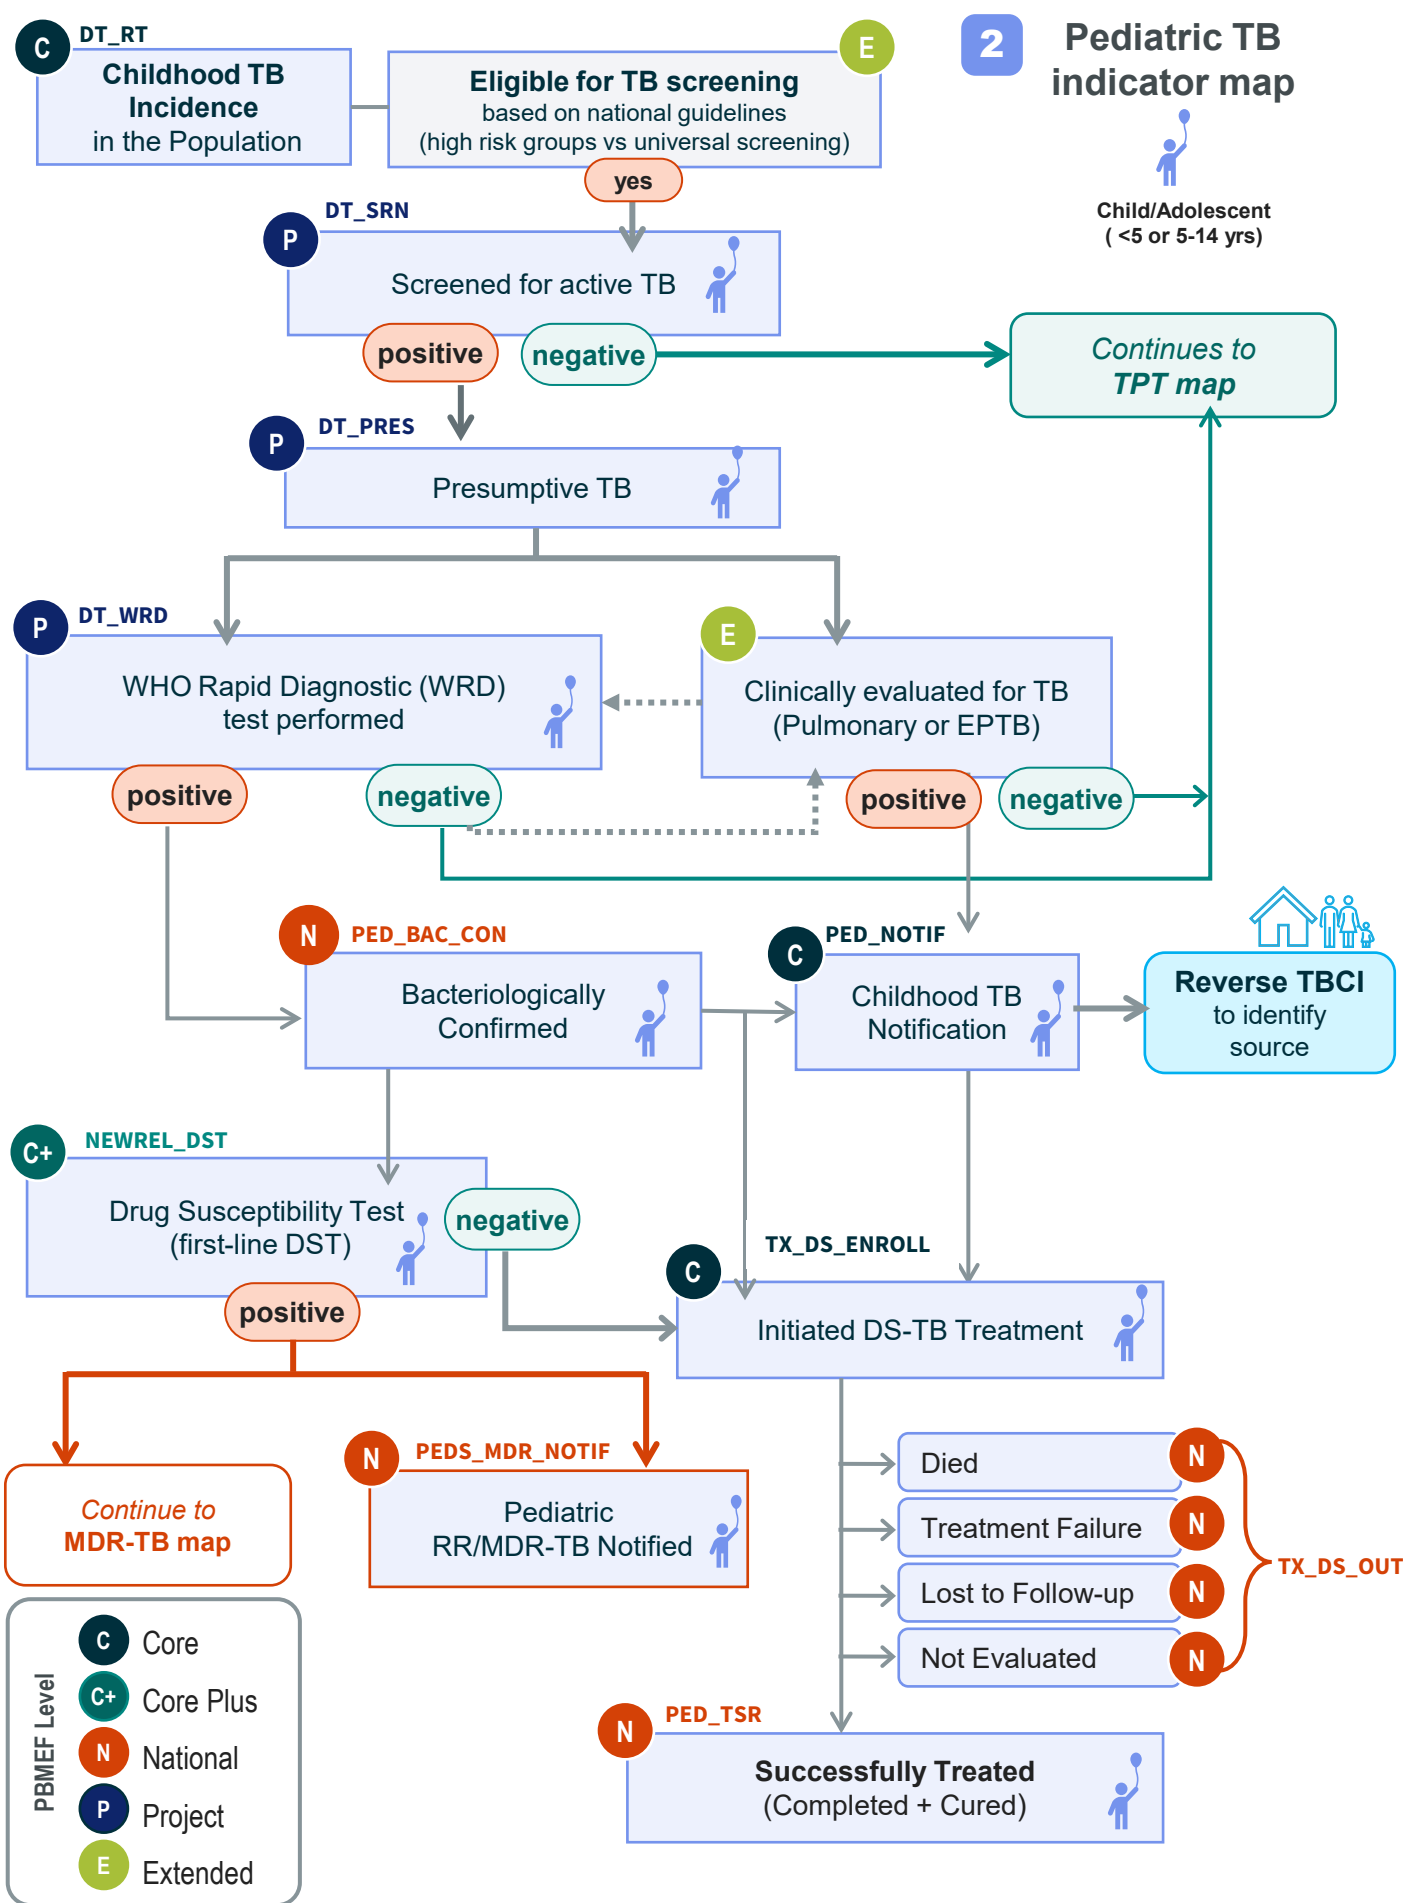 C
DT_RT
Childhood TB
Incidence
in the Population
E
Eligible for TB screening
based on national guidelines
(high risk groups vs universal screening)
yes
2
Pediatric TB
indicator map
Child/Adolescent
( <5 or 5-14 yrs)
P
DT_SRN
Screened for active TB
positive
negative
Continues to
TPT map
P
DT_PRES
Presumptive TB
P
DT_WRD
WHO Rapid Diagnostic (WRD)
test performed
positive
negative
E
Clinically evaluated for TB
(Pulmonary or EPTB)
positive
negative
N
PED_BAC_CON
Bacteriologically
Confirmed
C
PED_NOTIF
Childhood TB
Notification
Reverse TBCI
to identify
source
C+
NEWREL_DST
Drug Susceptibility Test
(first-line DST)
negative
positive
C
TX_DS_ENROLL
Initiated DS-TB Treatment
Continue to
MDR-TB map
N
PEDS_MDR_NOTIF
Pediatric
RR/MDR-TB Notified
Died
N
Treatment Failure
N
Lost to Follow-up
N
Not Evaluated
N
TX_DS_OUT
N
PED_TSR
Successfully Treated
(Completed + Cured)
PBMEF Level
C Core
C+ Core Plus
N National
P Project
E Extended